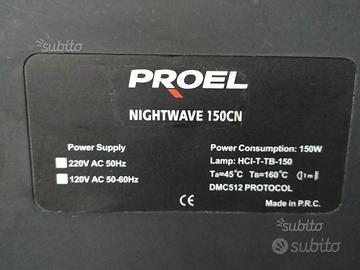 subito
PROEL
NIGHTWAVE 150CN
Power Supply
220V AC 50Hz
120V AC 50-60Hz
Power Consumption: 150W
Lamp: HCI-T-TB-150
Ta=45°C TB=160°C
DMC512 PROTOCOL
CE
Made in P.R.C.
subito
subito